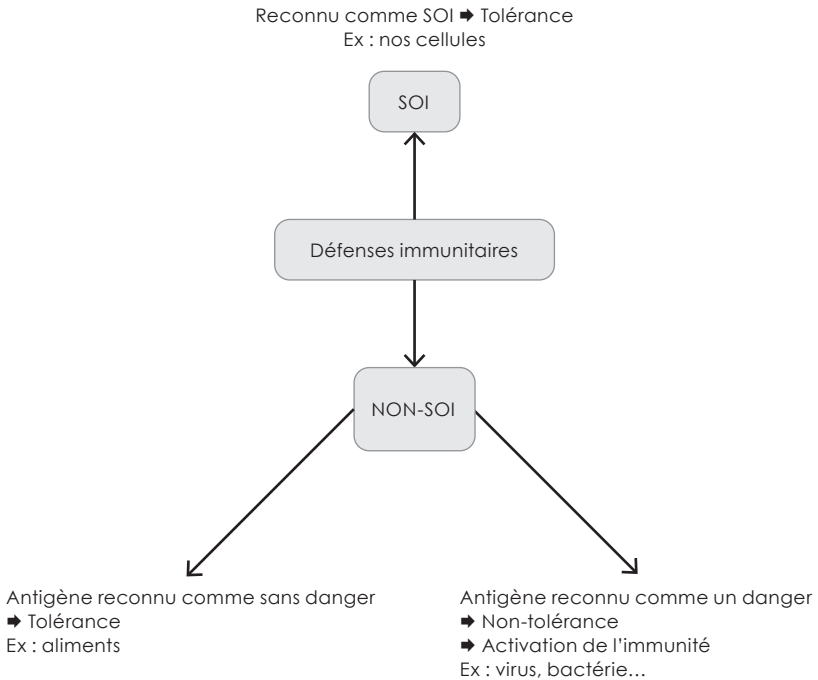 Reconnu comme SOI ➡ Tolérance
Ex : nos cellules
SOI
Défenses immunitaires
NON-SOI
Antigène reconnu comme sans danger
➡ Tolérance
Ex : aliments
Antigène reconnu comme un danger
➡ Non-tolérance
➡ Activation de l’immunité
Ex : virus, bactérie…